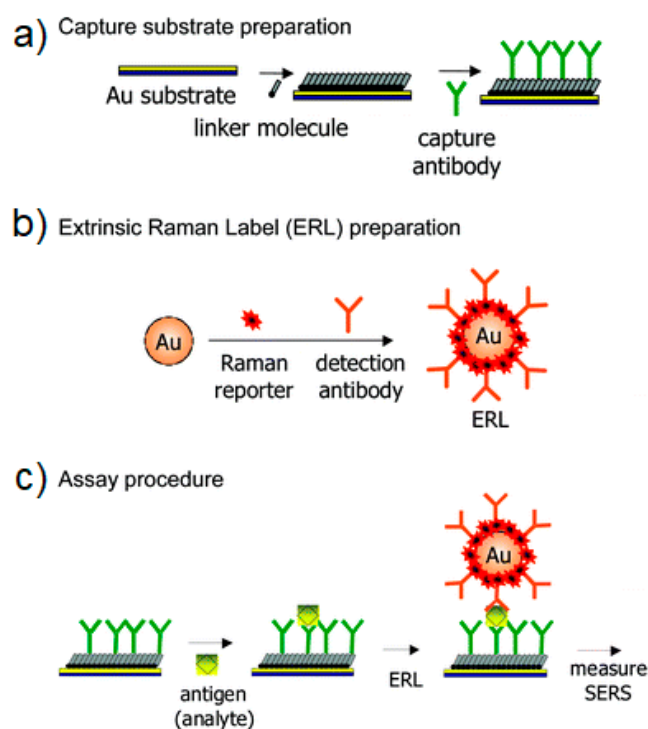 a) Capture substrate preparation
Au substrate
linker molecule
capture
antibody
b) Extrinsic Raman Label (ERL) preparation
Au
Raman
reporter
detection
antibody
Au
ERL
c) Assay procedure
Au
antigen
(analyte)
ERL
measure
SERS